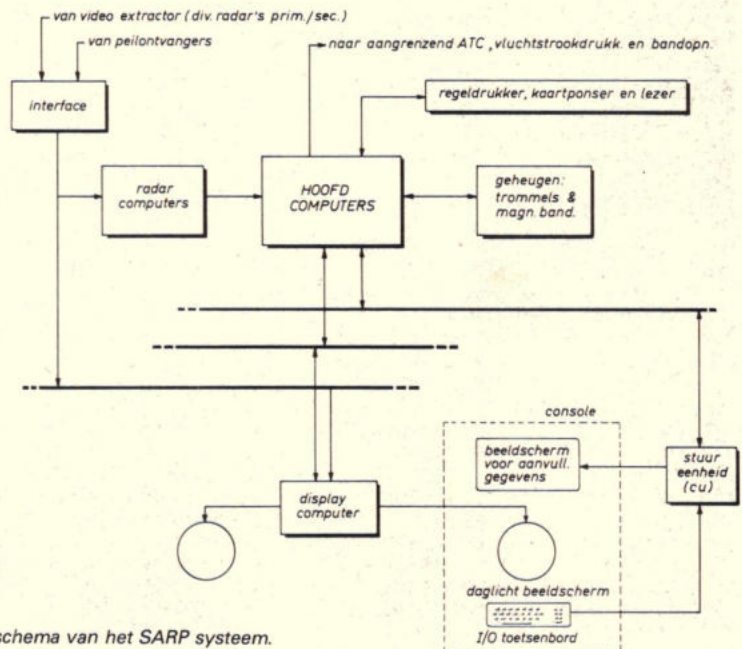 van video extractor (div. radar's prim./sec.)
van peilontvangers
naar aangrenzend ATC, vluchtstrookdrukk. en bandopn.
interface
regeldrukker, kaartponser en lezer
radar
computers
HOOFD
COMPUTERS
geheugen:
trommels &
magn. band.
console
beeldscherm
voor aanvull.
gegevens
stuur
eenheid
(cu)
display
computer
daglicht beeldscherm
I/O toetsenbord
schema van het SARP systeem.